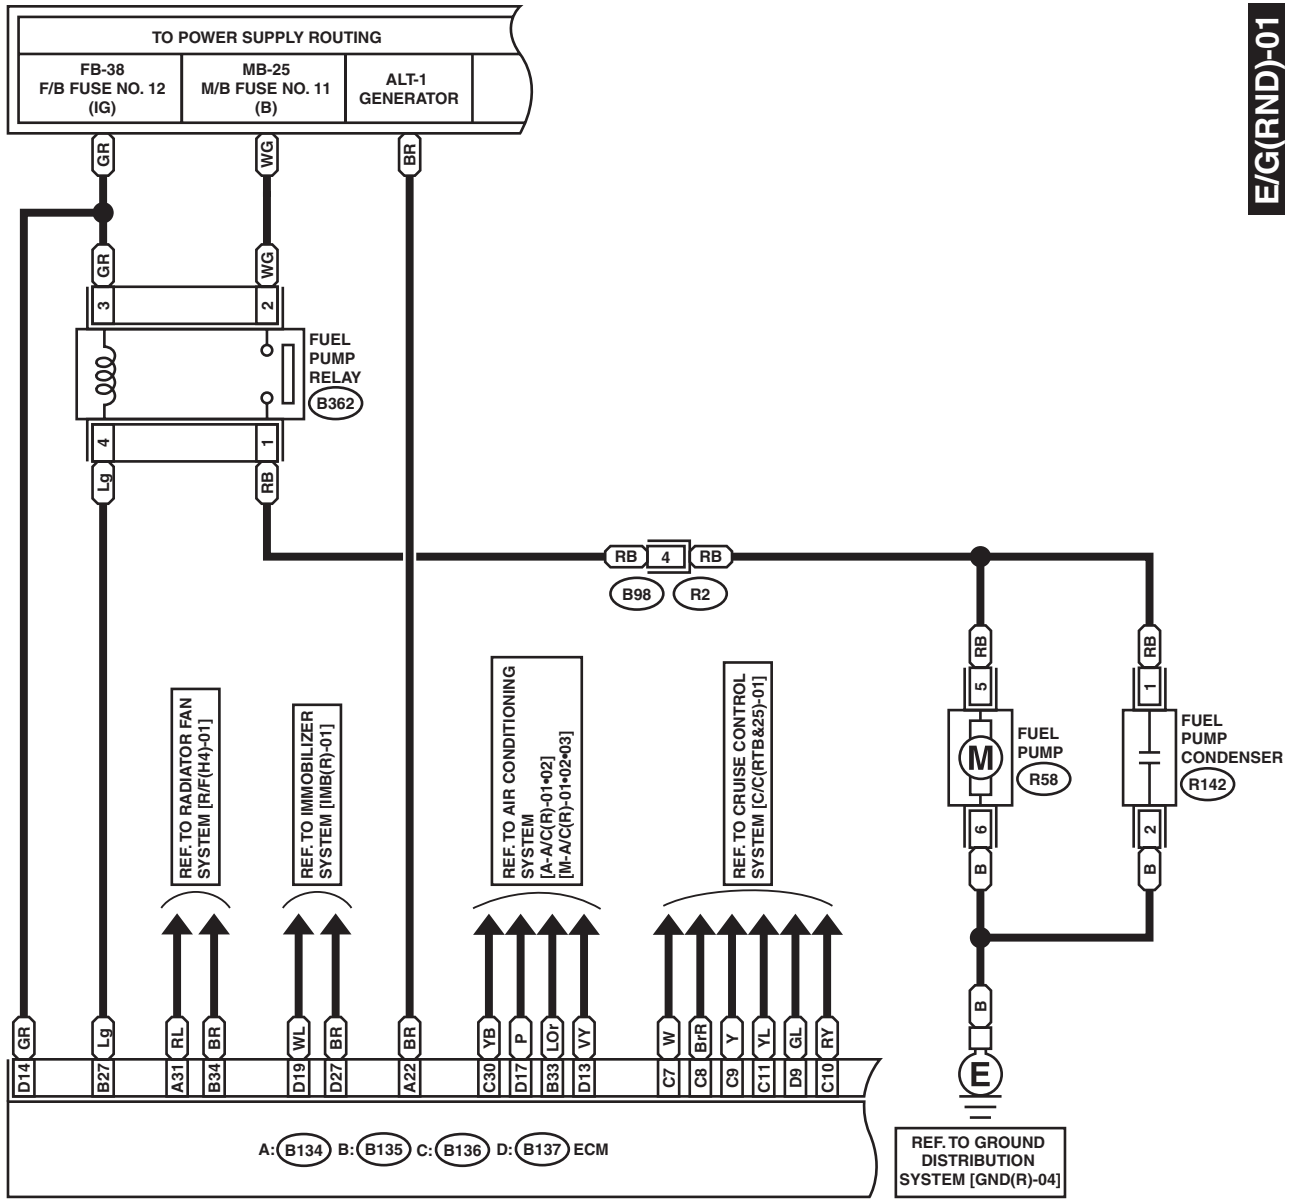 E/G(RND)-01
TO POWER SUPPLY ROUTING
FB-38
F/B FUSE NO. 12
(IG)
MB-25
M/B FUSE NO. 11
(B)
ALT-1
GENERATOR
GR
WG
BR
GR
WG
3
2
FUEL
PUMP
RELAY
B362
4
1
Lg
RB
RB
4
RB
B98
R2
RB
RB
5
1
M
FUEL
PUMP
R58
FUEL
PUMP
CONDENSER
R142
6
2
B
B
B
E
REF. TO GROUND
DISTRIBUTION
SYSTEM [GND(R)-04]
REF. TO RADIATOR FAN
SYSTEM [R/F(H4)-01]
REF. TO IMMOBILIZER
SYSTEM [IMB(R)-01]
REF. TO AIR CONDITIONING
SYSTEM
[A-A/C(R)-01•02]
[M-A/C(R)-01•02•03]
REF. TO CRUISE CONTROL
SYSTEM [C/C(RTB&25)-01]
GR
Lg
RL
BR
WL
BR
BR
YB
P
LOr
VY
W
BrR
Y
YL
GL
RY
D14
B27
A31
B34
D19
D27
A22
C30
D17
B33
D13
C7
C8
C9
C11
D9
C10
A: B134 B: B135 C: B136 D: B137 ECM